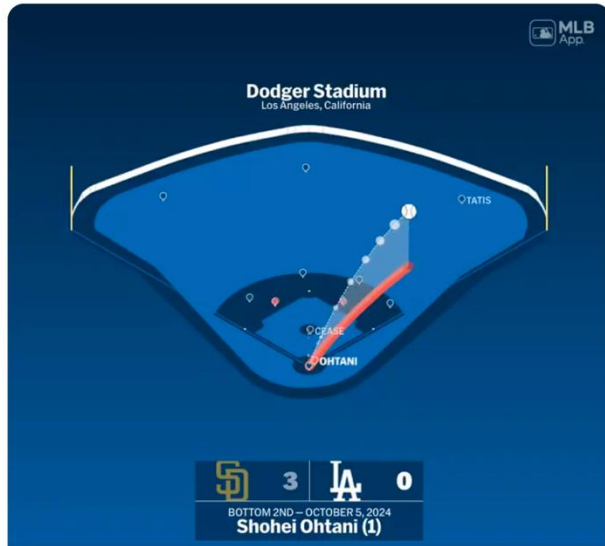 MLB
App.
Dodger Stadium
Los Angeles, California
TATIS
CEASE
OHTANI
SD 3 LA 0
BOTTOM 2ND — OCTOBER 5, 2024
Shohei Ohtani (1)